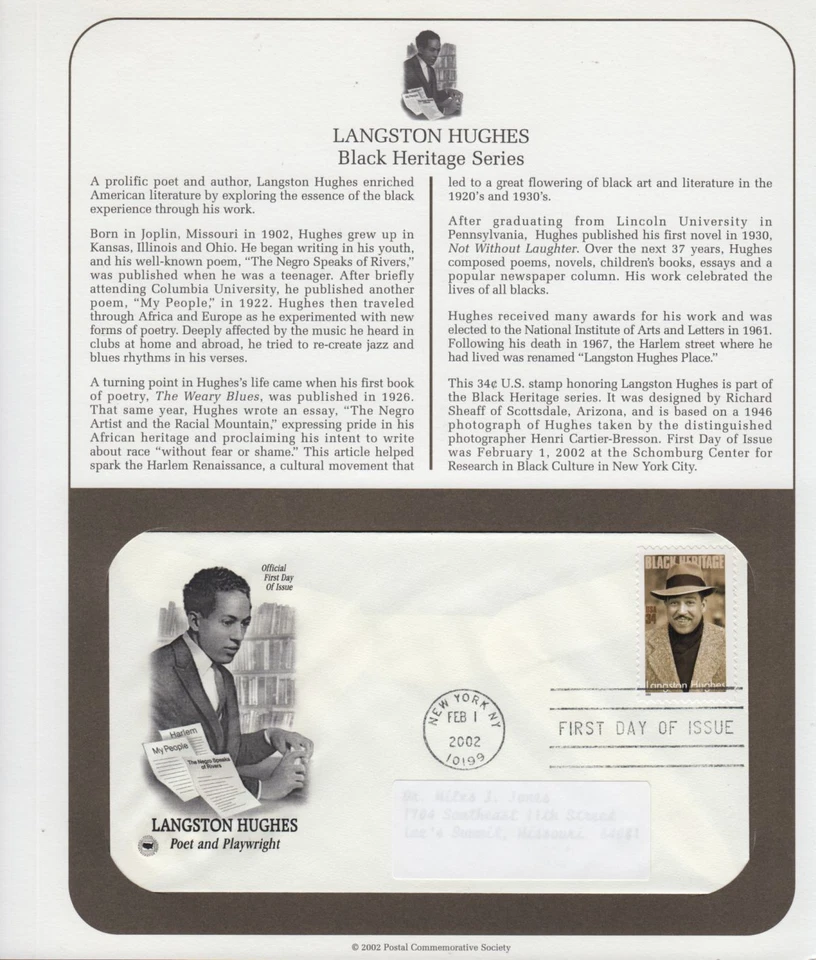 LANGSTON HUGHES
Black Heritage Series
A prolific poet and author, Langston Hughes enriched
American literature by exploring the essence of the black
experience through his work.
Born in Joplin, Missouri in 1902, Hughes grew up in
Kansas, Illinois and Ohio. He began writing in his youth,
and his well-known poem, “The Negro Speaks of Rivers,”
was published when he was a teenager. After briefly
attending Columbia University, he published another
poem, “My People,” in 1922. Hughes then traveled
through Africa and Europe as he experimented with new
forms of poetry. Deeply affected by the music he heard in
clubs at home and abroad, he tried to re-create jazz and
blues rhythms in his verses.
A turning point in Hughes’s life came when his first book
of poetry, The Weary Blues, was published in 1926.
That same year, Hughes wrote an essay, “The Negro
Artist and the Racial Mountain,” expressing pride in his
African heritage and proclaiming his intent to write
about race “without fear or shame.” This article helped
spark the Harlem Renaissance, a cultural movement that
led to a great flowering of black art and literature in the
1920’s and 1930’s.
After graduating from Lincoln University in
Pennsylvania, Hughes published his first novel in 1930,
Not Without Laughter. Over the next 37 years, Hughes
composed poems, novels, children’s books, essays and a
popular newspaper column. His work celebrated the
lives of all blacks.
Hughes received many awards for his work and was
elected to the National Institute of Arts and Letters in 1961.
Following his death in 1967, the Harlem street where he
had lived was renamed “Langston Hughes Place.”
This 34¢ U.S. stamp honoring Langston Hughes is part of
the Black Heritage series. It was designed by Richard
Sheaff of Scottsdale, Arizona, and is based on a 1946
photograph of Hughes taken by the distinguished
photographer Henri Cartier-Bresson. First Day of Issue
was February 1, 2002 at the Schomburg Center for
Research in Black Culture in New York City.
Official
First Day
Of Issue
Harlem
My People
The Negro Speaks
of Rivers
LANGSTON HUGHES
Poet and Playwright
BLACK HERITAGE
USA
34
Langston Hughes
NEW YORK NY
FEB 1
2002
10199
FIRST DAY OF ISSUE
© 2002 Postal Commemorative Society